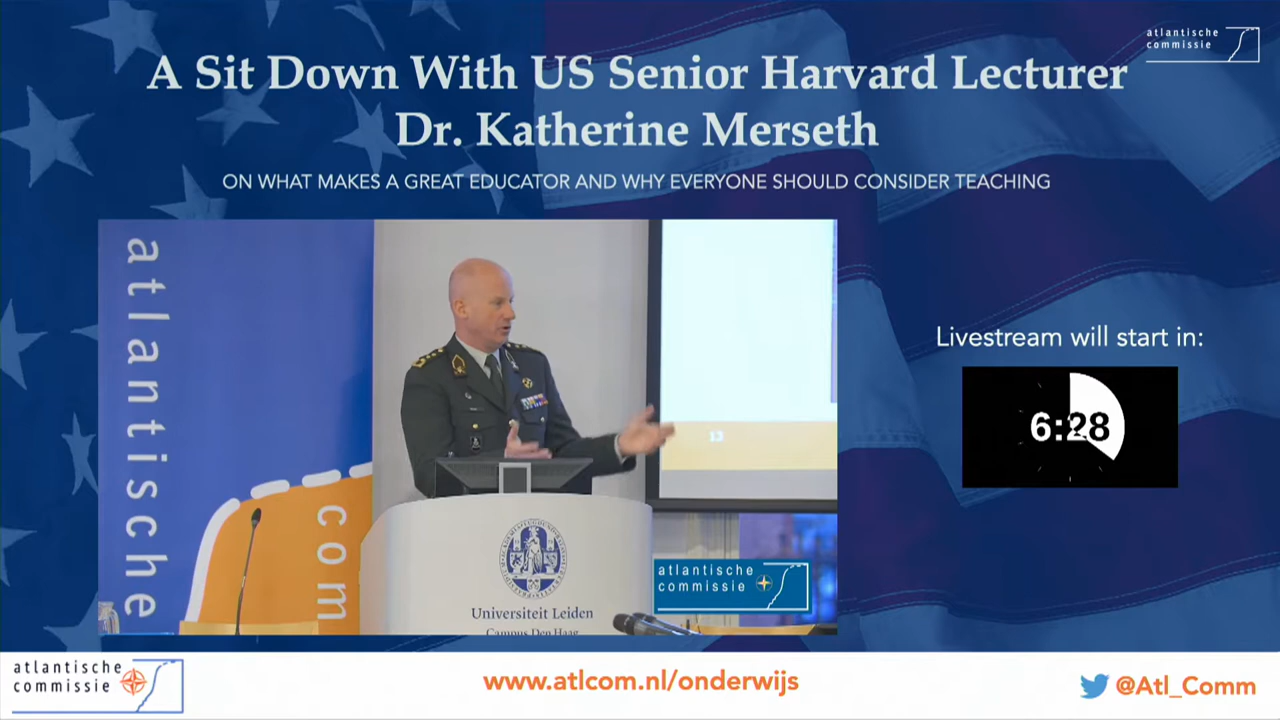 atlantische
commissie
A Sit Down With US Senior Harvard Lecturer
Dr. Katherine Merseth
ON WHAT MAKES A GREAT EDUCATOR AND WHY EVERYONE SHOULD CONSIDER TEACHING
atlantische
com
13
Universiteit Leiden
Campus Den Haag
atlantische
commissie
Livestream will start in:
6:28
atlantische
commissie
www.atlcom.nl/onderwijs
@Atl_Comm